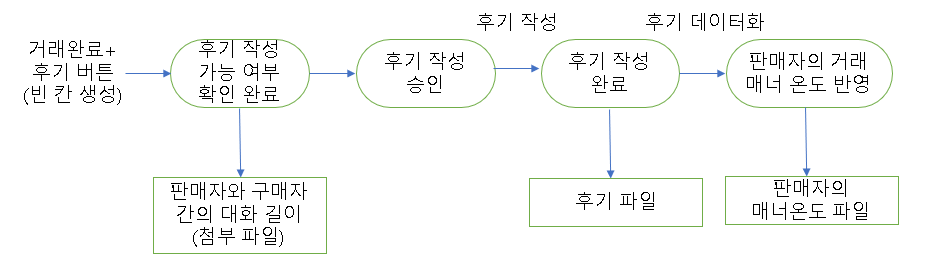 후기 작성
후기 데이터화
거래완료+
후기 버튼
(빈 칸 생성)
후기 작성
가능 여부
확인 완료
후기 작성
승인
후기 작성
완료
판매자의 거래
매너 온도 반영
판매자와 구매자
간의 대화 길이
(첨부 파일)
후기 파일
판매자의
매너온도 파일